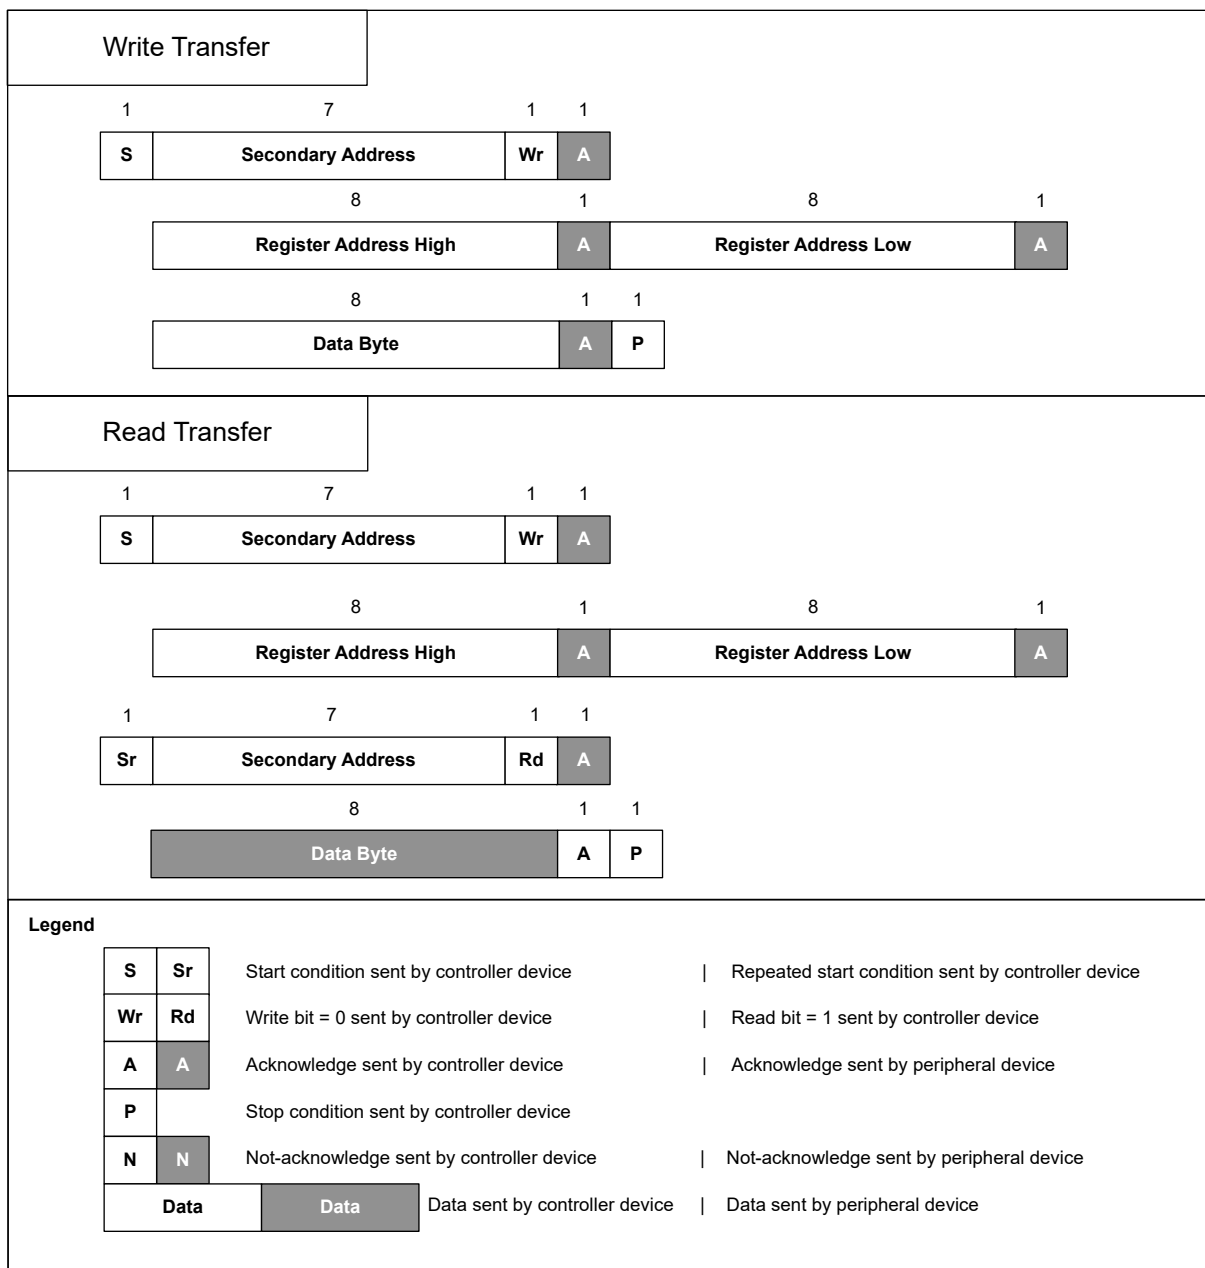 Write Transfer
1 7 1 1
S Secondary Address Wr A
8 1 8 1
Register Address High A Register Address Low A
8 1 1
Data Byte A P
Read Transfer
1 7 1 1
S Secondary Address Wr A
8 1 8 1
Register Address High A Register Address Low A
1 7 1 1
Sr Secondary Address Rd A
8 1 1
Data Byte A P
Legend
S Sr Start condition sent by controller device | Repeated start condition sent by controller device
Wr Rd Write bit = 0 sent by controller device | Read bit = 1 sent by controller device
A A Acknowledge sent by controller device | Acknowledge sent by peripheral device
P Stop condition sent by controller device
N N Not-acknowledge sent by controller device | Not-acknowledge sent by peripheral device
Data Data Data sent by controller device | Data sent by peripheral device